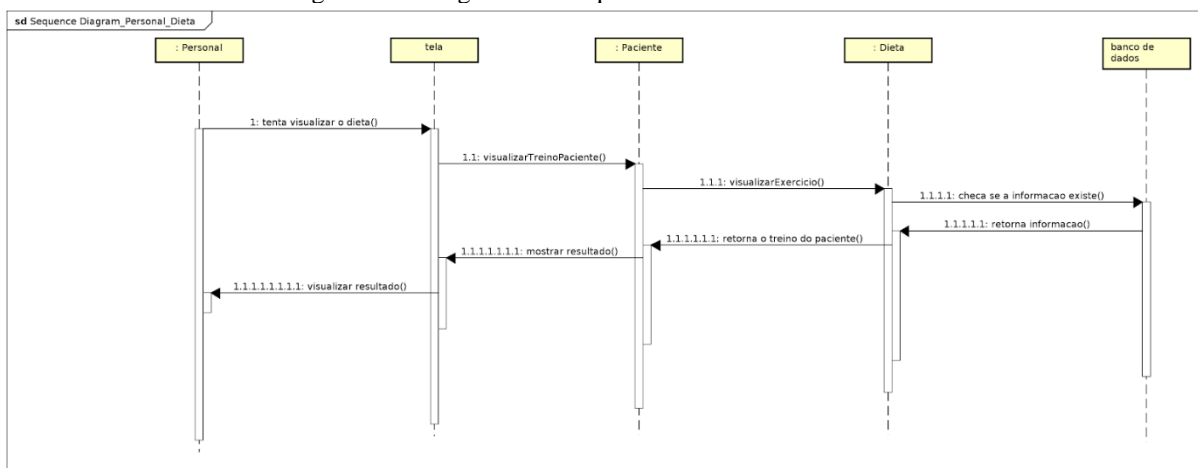 sd Sequence Diagram_Personal_Dieta
: Personal
tela
: Paciente
: Dieta
banco de
dados
1: tenta visualizar o dieta()
1.1: visualizarTreinoPaciente()
1.1.1: visualizarExercicio()
1.1.1.1: checa se a informacao existe()
1.1.1.1.1: retorna informacao()
1.1.1.1.1.1: retorna o treino do paciente()
1.1.1.1.1.1.1: mostrar resultado()
1.1.1.1.1.1.1.1: visualizar resultado()